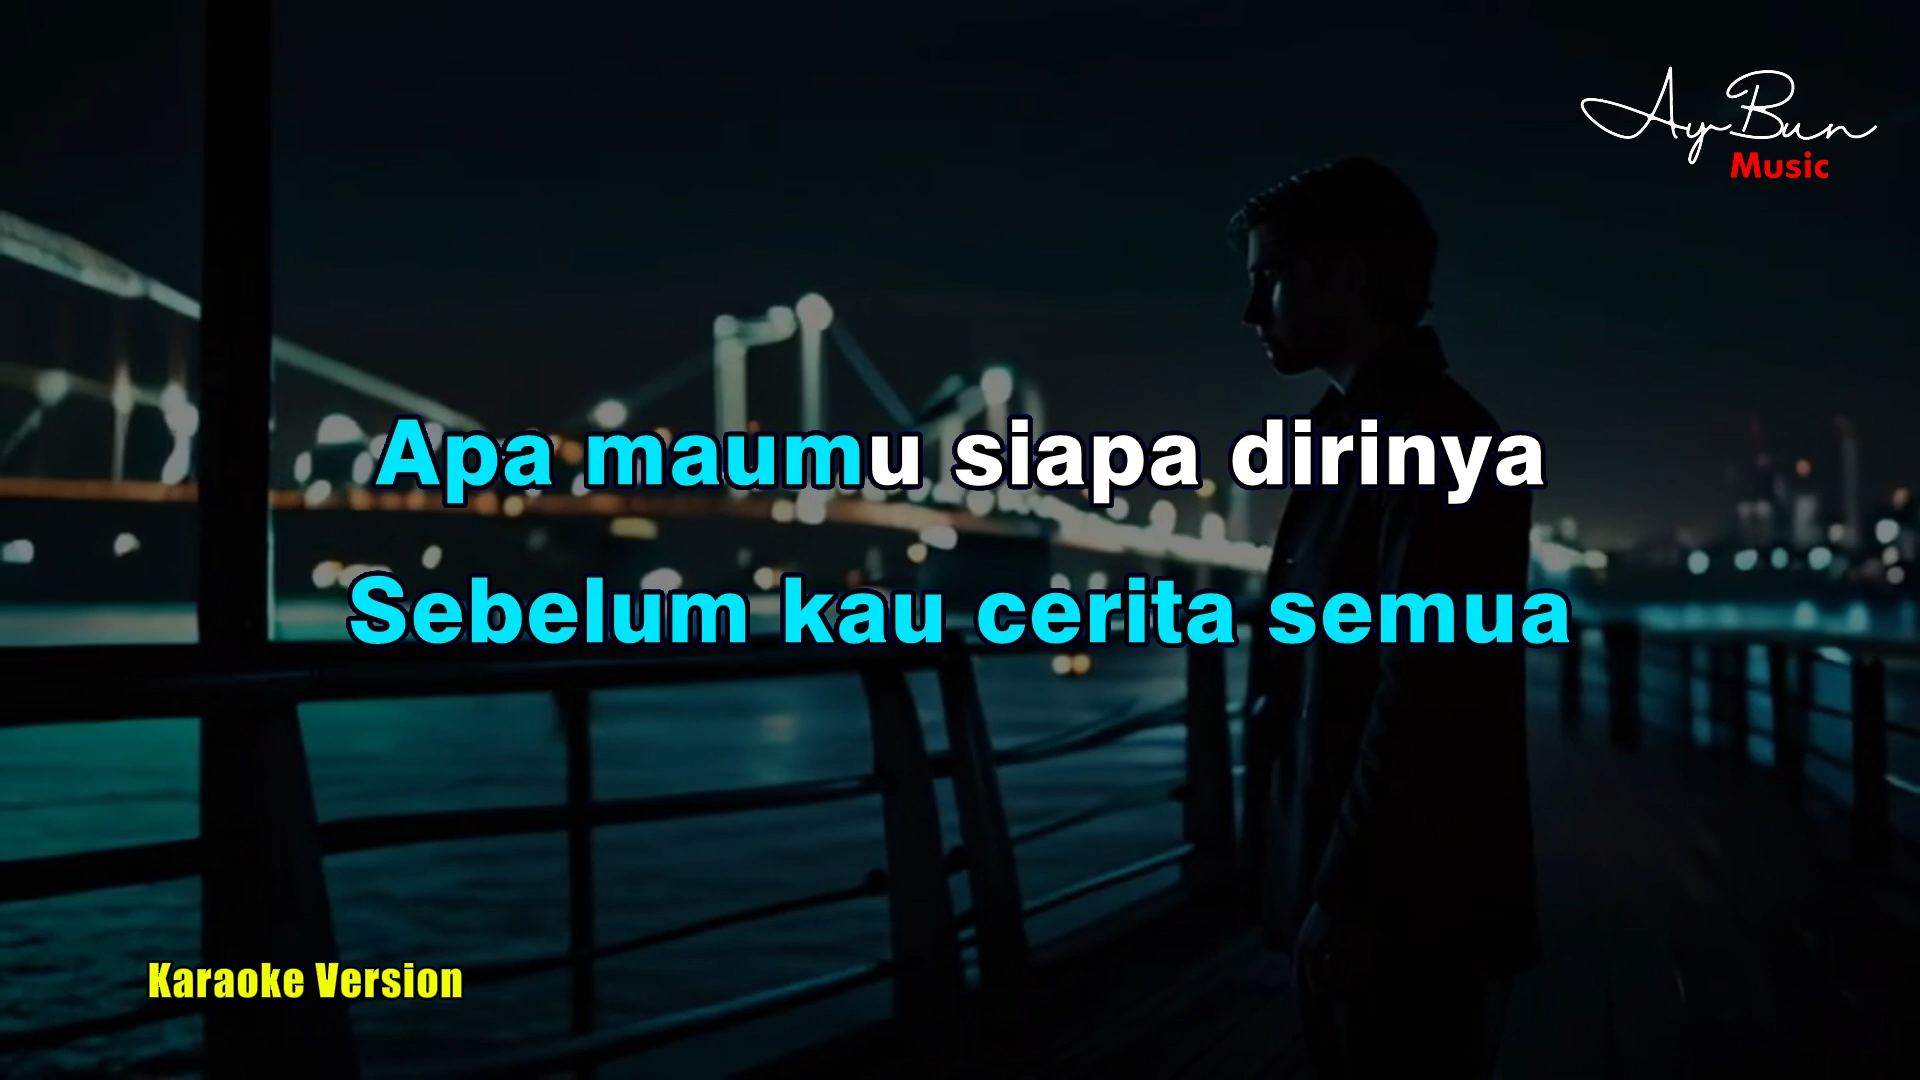 AyBun
Music
Apa maumu siapa dirinya
Sebelum kau cerita semua
Karaoke Version